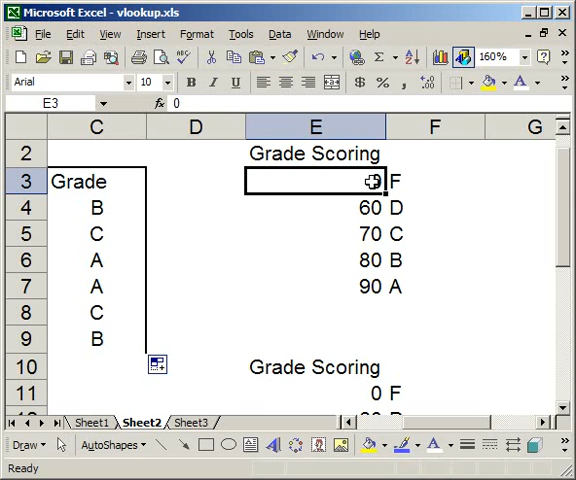 Microsoft Excel - vlookup.xls
File Edit View Insert Format Tools Data Window Help
160%
Arial 10 B I U $ % ,
E3 fx 0
C D E F G
2 Grade Scoring
3 Grade F
4 B 60 D
5 C 70 C
6 A 80 B
7 A 90 A
8 C
9 B
10 Grade Scoring
11 0 F
Sheet1 Sheet2 Sheet3
Draw AutoShapes
Ready